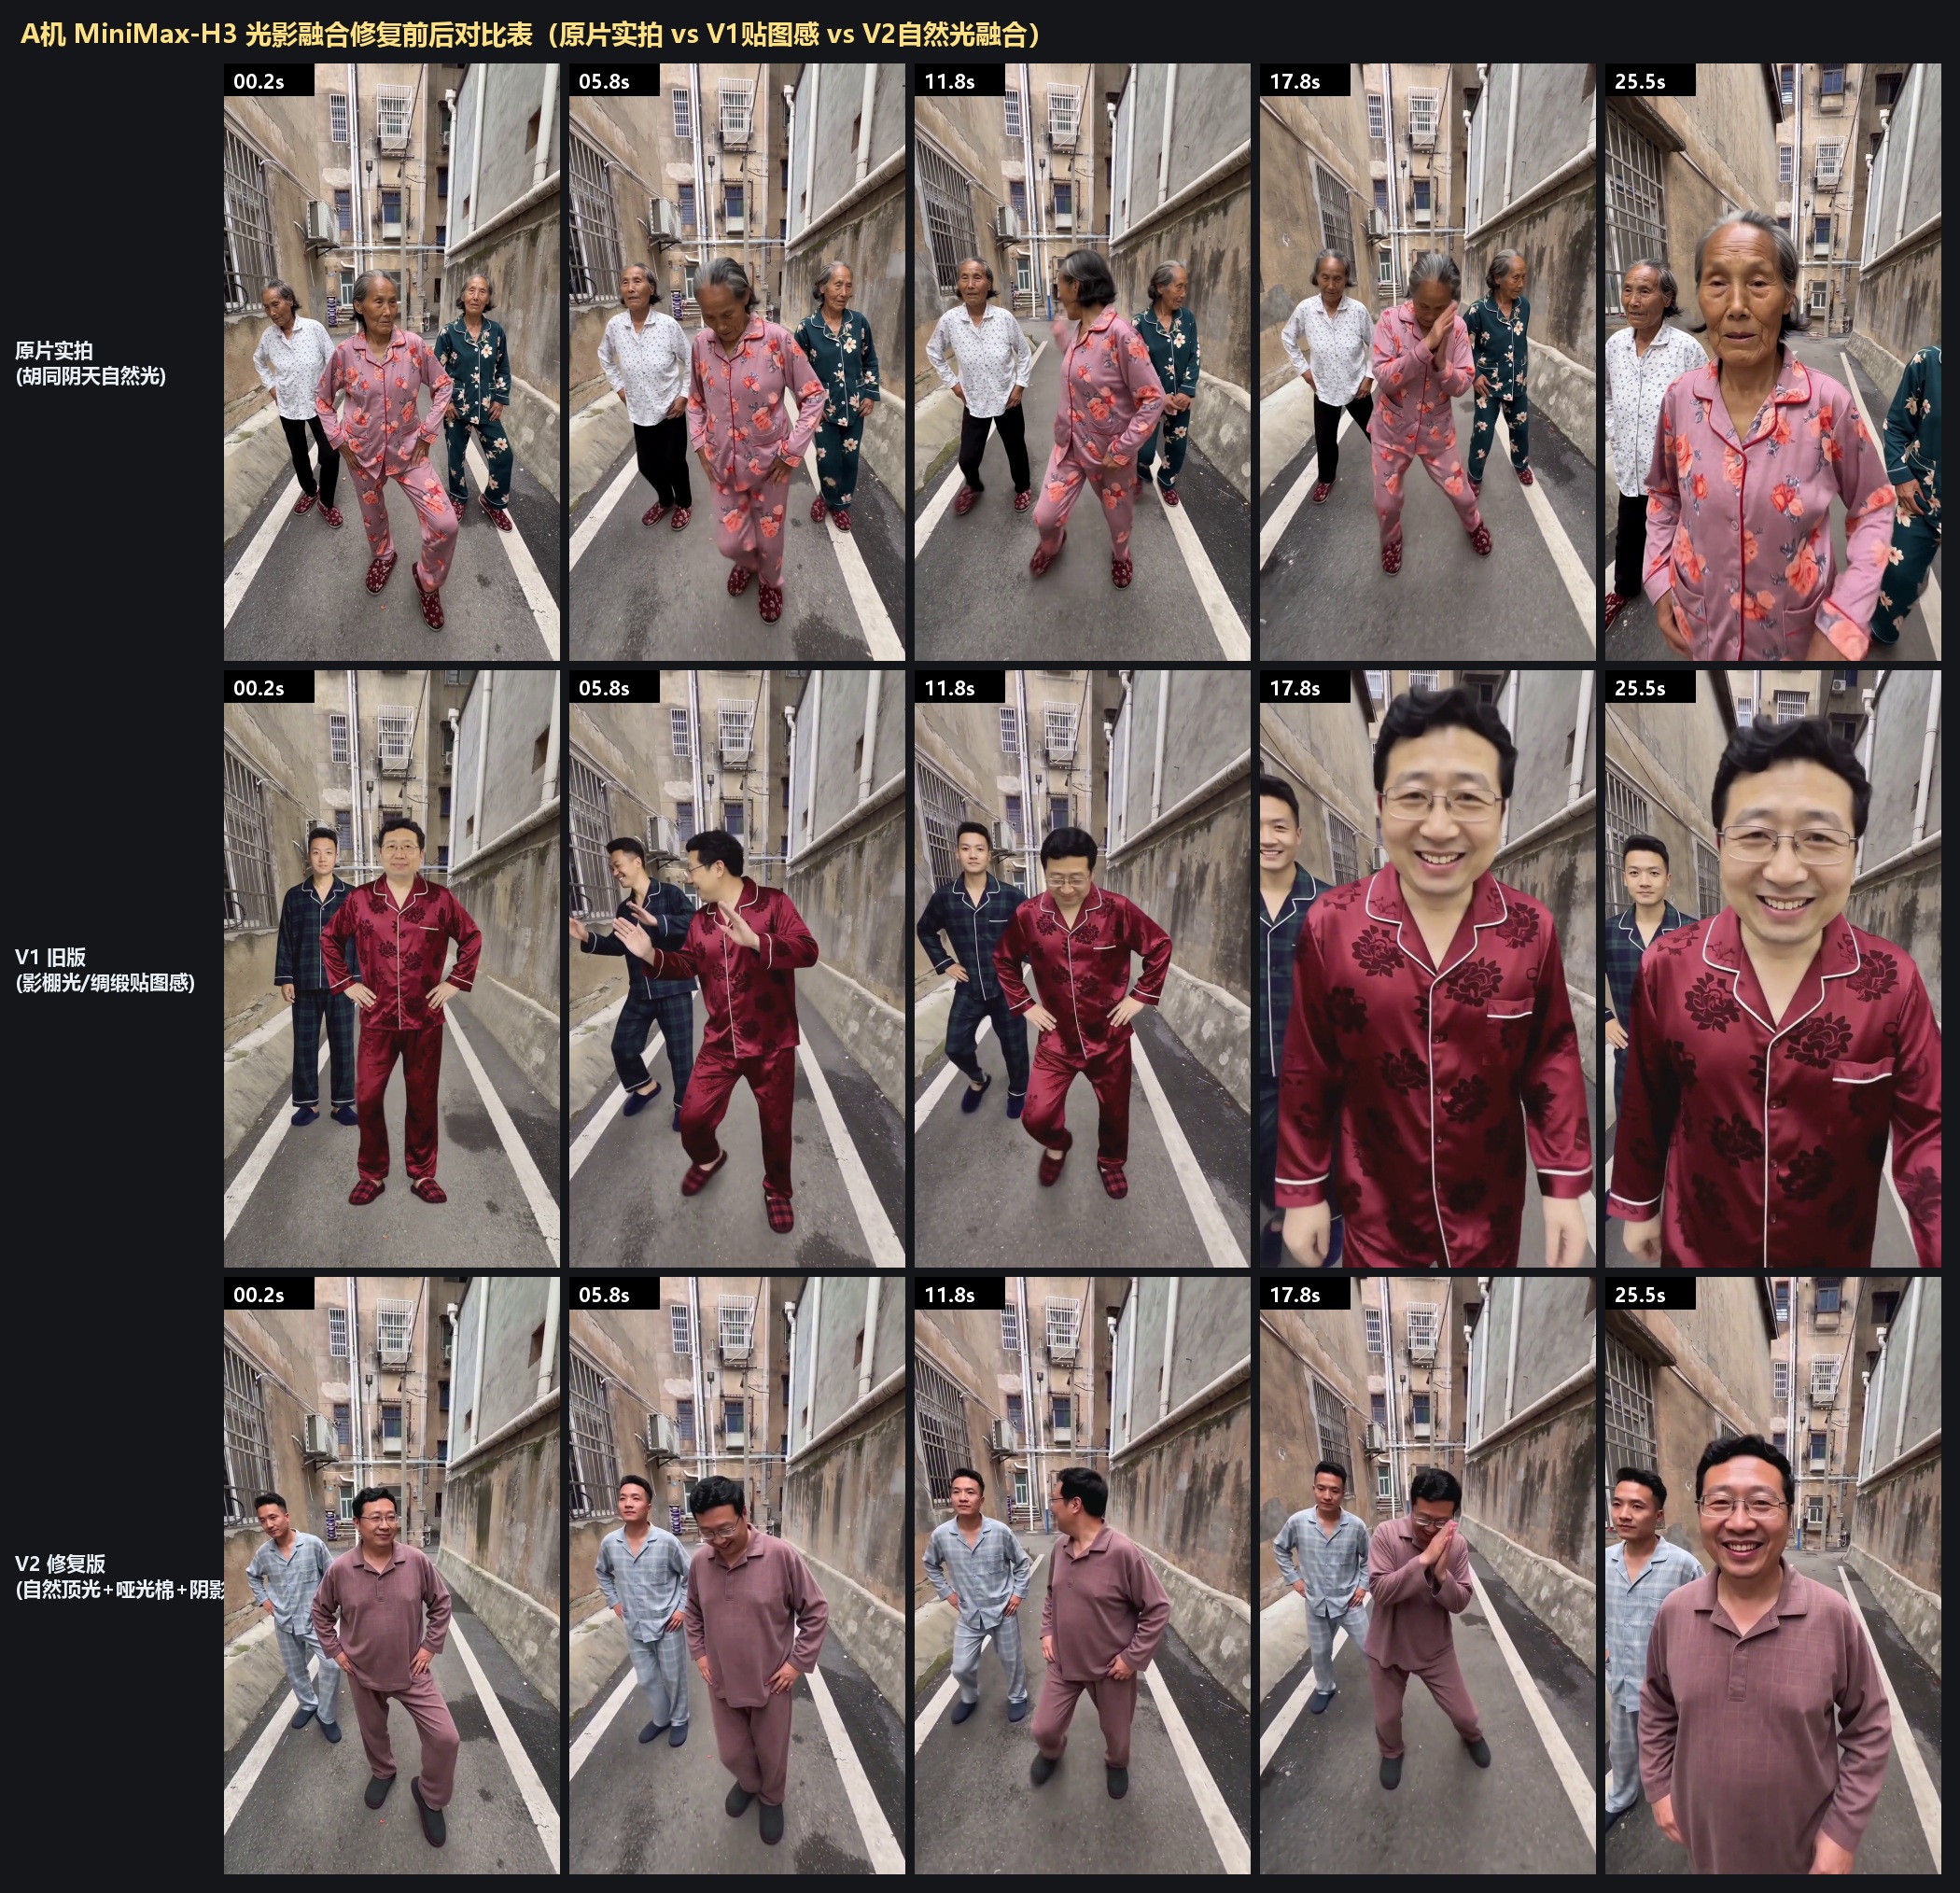 A机 MiniMax-H3 光影融合修复前后对比表（原片实拍 vs V1贴图感 vs V2自然光融合）
00.2s
05.8s
11.8s
17.8s
25.5s
原片实拍
(胡同阴天自然光)
00.2s
05.8s
11.8s
17.8s
25.5s
V1 旧版
(影棚光/绸缎贴图感)
00.2s
05.8s
11.8s
17.8s
25.5s
V2 修复版
(自然顶光+哑光棉+阴影